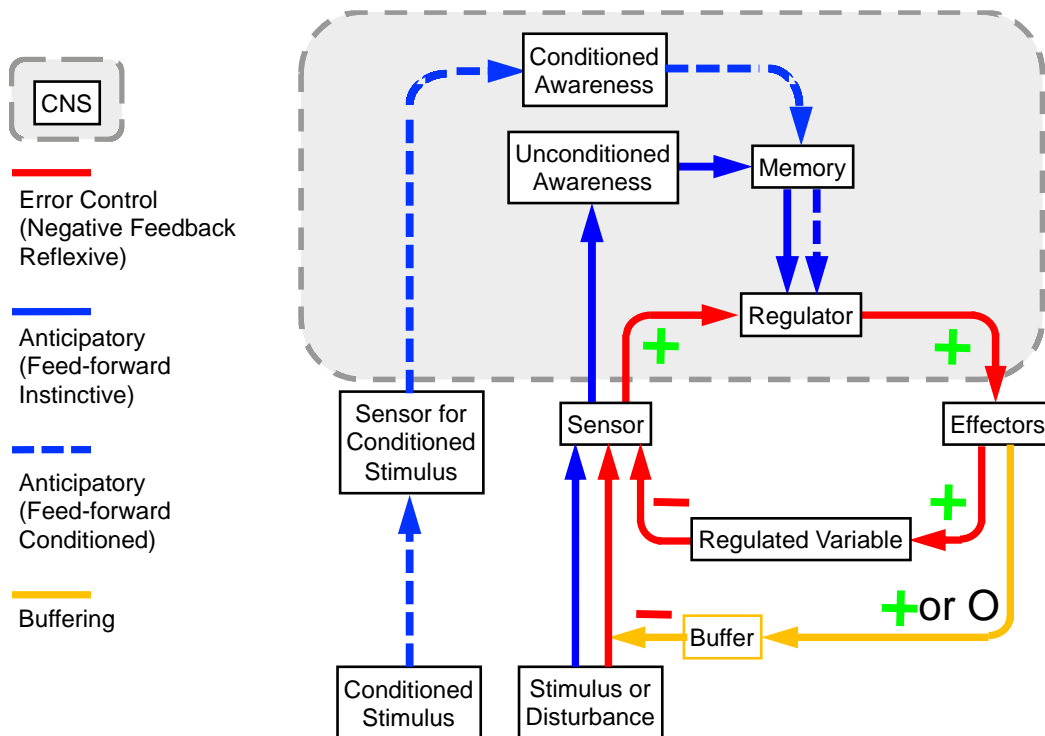 CNS
Error Control
(Negative Feedback
Reflexive)
Anticipatory
(Feed-forward
Instinctive)
Anticipatory
(Feed-forward
Conditioned)
Buffering
Conditioned
Awareness
Unconditioned
Awareness
Memory
Regulator
+
+
Sensor for
Conditioned
Stimulus
Sensor
Effectors
−
+
Regulated Variable
+or O
−
Buffer
Conditioned
Stimulus
Stimulus or
Disturbance